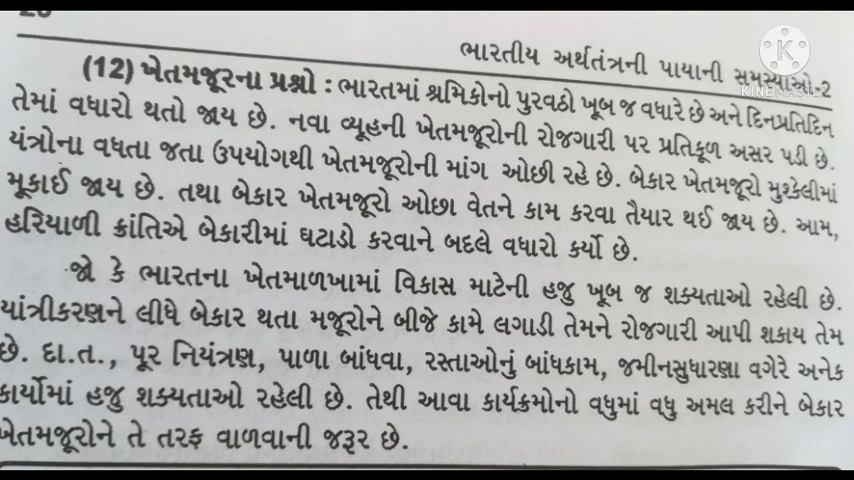 ભારતીય અર્થતંત્રની પાયાની સમસ્યાઓ-2
KINEMASTER
(12) ખેતમજૂરના પ્રશ્નો : ભારતમાં શ્રમિકોનો પુરવઠો ખૂબ જ વધારે છે અને દિનપ્રતિદિન
તેમાં વધારો થતો જાય છે. નવા વ્યૂહની ખેતમજૂરોની રોજગારી પર પ્રતિકૂળ અસર પડી છે.
યંત્રોના વધતા જતા ઉપયોગથી ખેતમજૂરોની માંગ ઓછી રહે છે. બેકાર ખેતમજૂરો મુશ્કેલીમાં
મૂકાઈ જાય છે. તથા બેકાર ખેતમજૂરો ઓછા વેતને કામ કરવા તૈયાર થઈ જાય છે. આમ,
હરિયાળી ક્રાંતિએ બેકારીમાં ઘટાડો કરવાને બદલે વધારો કર્યો છે.
જો કે ભારતના ખેતમાળખામાં વિકાસ માટેની હજુ ખૂબ જ શક્યતાઓ રહેલી છે.
યાંત્રીકરણને લીધે બેકાર થતા મજૂરોને બીજે કામે લગાડી તેમને રોજગારી આપી શકાય તેમ
છે. દા.ત., પૂર નિયંત્રણ, પાળા બાંધવા, રસ્તાઓનું બાંધકામ, જમીનસુધારણા વગેરે અનેક
કાર્યોમાં હજુ શક્યતાઓ રહેલી છે. તેથી આવા કાર્યક્રમોનો વધુમાં વધુ અમલ કરીને બેકાર
ખેતમજૂરોને તે તરફ વાળવાની જરૂર છે.